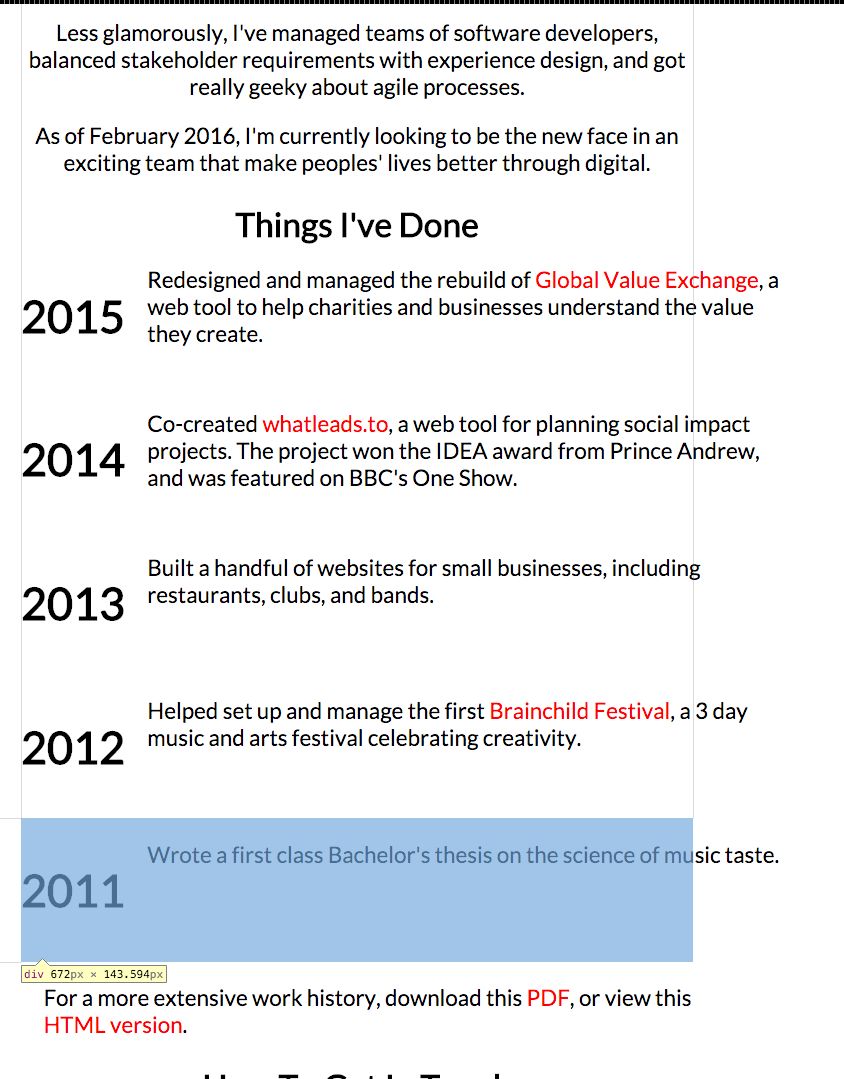 Less glamorously, I've managed teams of software developers,
balanced stakeholder requirements with experience design, and got
really geeky about agile processes.
As of February 2016, I'm currently looking to be the new face in an
exciting team that make peoples' lives better through digital.
Things I've Done
2015
Redesigned and managed the rebuild of Global Value Exchange, a
web tool to help charities and businesses understand the value
they create.
2014
Co-created whatleads.to, a web tool for planning social impact
projects. The project won the IDEA award from Prince Andrew,
and was featured on BBC's One Show.
2013
Built a handful of websites for small businesses, including
restaurants, clubs, and bands.
2012
Helped set up and manage the first Brainchild Festival, a 3 day
music and arts festival celebrating creativity.
2011
Wrote a first class Bachelor's thesis on the science of music taste.
div 672px × 143.594px
For a more extensive work history, download this PDF, or view this
HTML version.